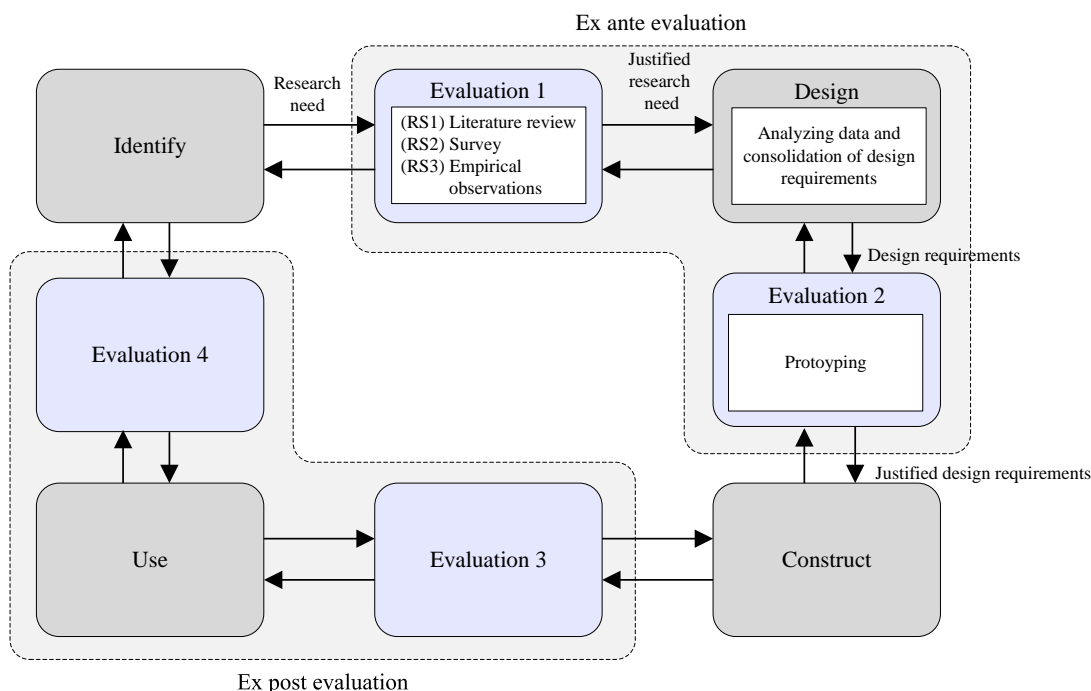 Ex ante evaluation
Identify
Research
need
Evaluation 1
(RS1) Literature review
(RS2) Survey
(RS3) Empirical
observations
Justified
research
need
Design
Analyzing data and
consolidation of design
requirements
Design requirements
Evaluation 2
Protoyping
Evaluation 4
Justified design requirements
Use
Evaluation 3
Construct
Ex post evaluation